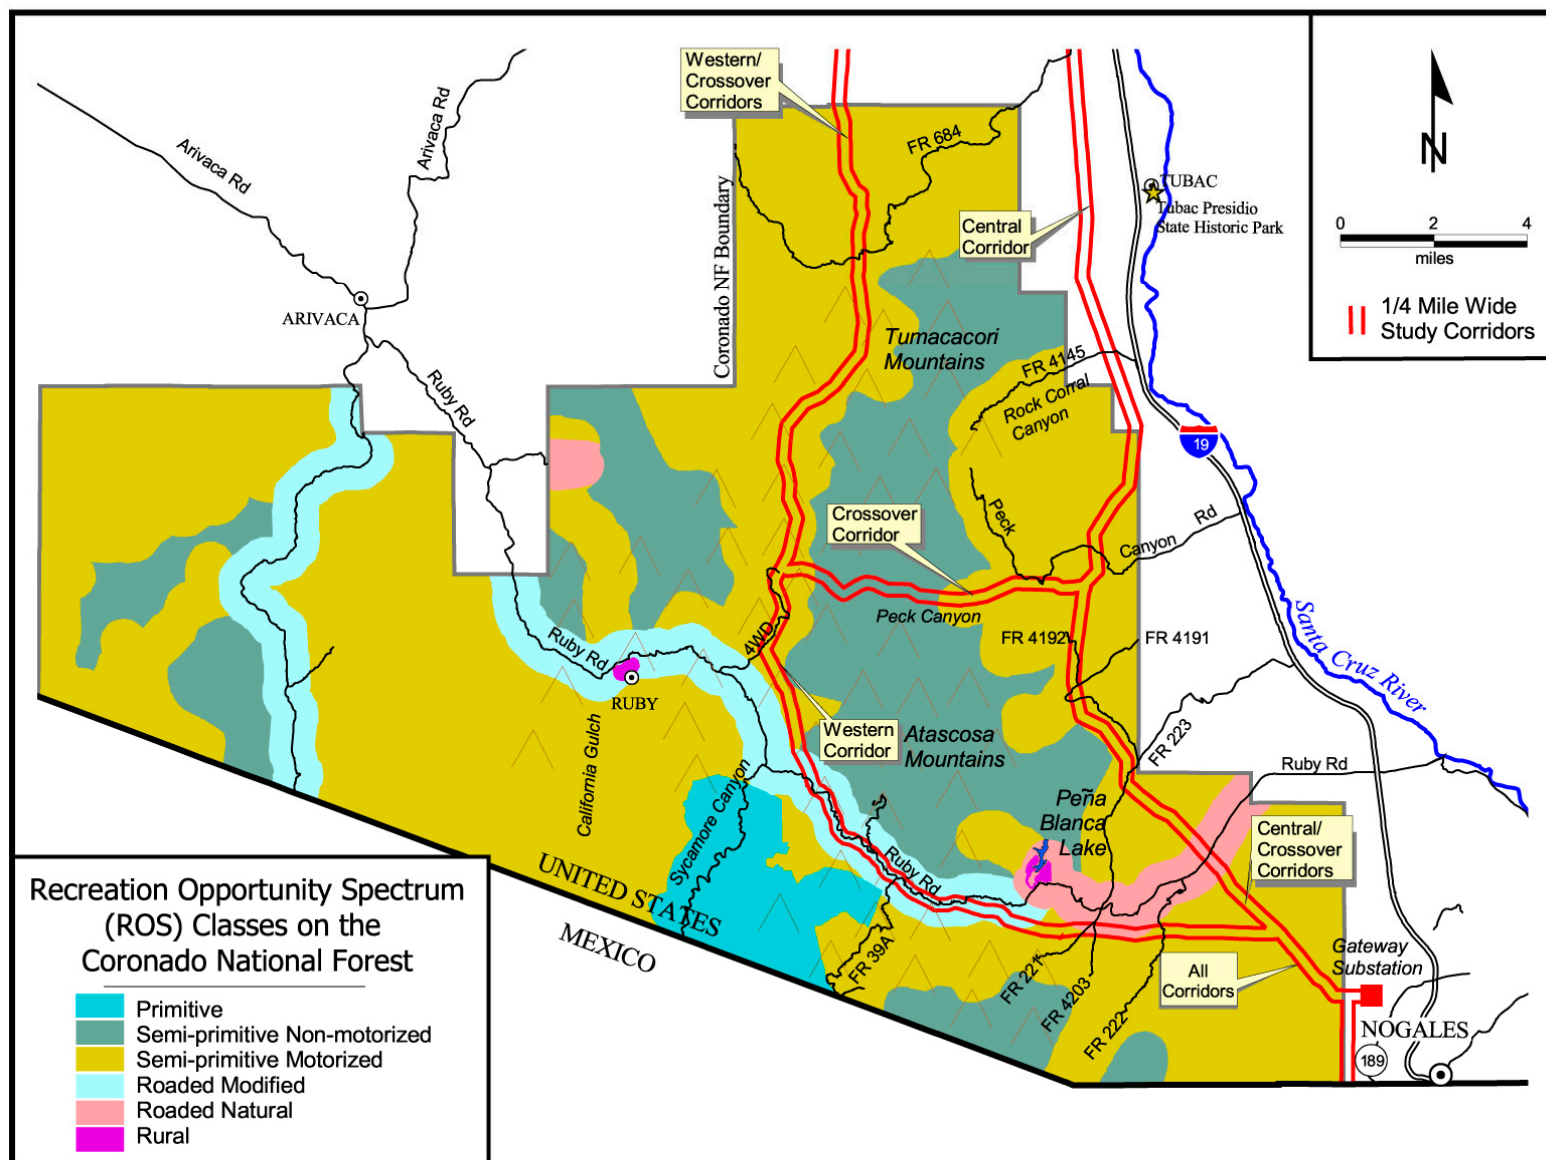 Western/
Crossover
Corridors
Arivaca Rd
Arivaca Rd
FR 684
Coronado NF Boundary
Central
Corridor
TUBAC
Tubac Presidio
State Historic Park
N
0 2 4
miles
1/4 Mile Wide
Study Corridors
ARIVACA
Ruby Rd
Tumacacori
Mountains
FR 4145
Rock Corral
Canyon
19
Crossover
Corridor
Peck
Canyon
Rd
Peck Canyon
Santa Cruz River
4WD
FR 4192
FR 4191
Ruby Rd
RUBY
California Gulch
Western
Corridor
Atascosa
Mountains
FR 223
Ruby Rd
Sycamore Canyon
Peña
Blanca
Lake
Ruby Rd
Central/
Crossover
Corridors
UNITED STATES
MEXICO
FR 39A
FR 221
FR 4203
FR 222
All
Corridors
Gateway
Substation
NOGALES
189
Recreation Opportunity Spectrum
(ROS) Classes on the
Coronado National Forest
Primitive
Semi-primitive Non-motorized
Semi-primitive Motorized
Roaded Modified
Roaded Natural
Rural